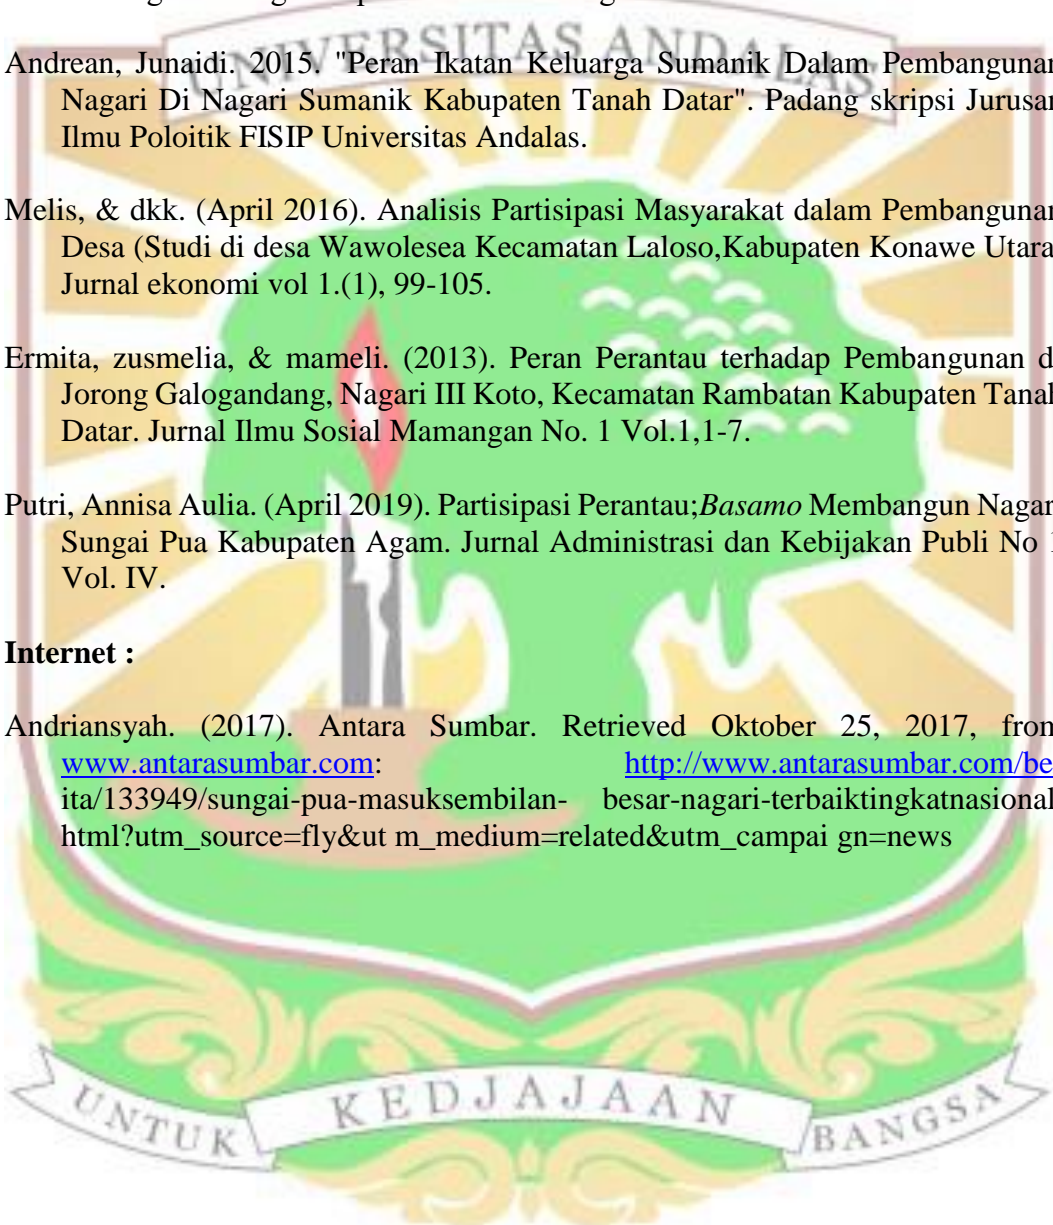 UNIVERSITAS ANDALAS
Andrean, Junaidi. 2015. "Peran Ikatan Keluarga Sumanik Dalam Pembangunan
Nagari Di Nagari Sumanik Kabupaten Tanah Datar". Padang skripsi Jurusan
Ilmu Poloitik FISIP Universitas Andalas.
Melis, & dkk. (April 2016). Analisis Partisipasi Masyarakat dalam Pembangunan
Desa (Studi di desa Wawolesea Kecamatan Laloso,Kabupaten Konawe Utara)
Jurnal ekonomi vol 1.(1), 99-105.
Ermita, zusmelia, & mameli. (2013). Peran Perantau terhadap Pembangunan di
Jorong Galogandang, Nagari III Koto, Kecamatan Rambatan Kabupaten Tanah
Datar. Jurnal Ilmu Sosial Mamangan No. 1 Vol.1,1-7.
Putri, Annisa Aulia. (April 2019). Partisipasi Perantau;Basamo Membangun Nagari
Sungai Pua Kabupaten Agam. Jurnal Administrasi dan Kebijakan Publi No 1
Vol. IV.
Internet :
Andriansyah. (2017). Antara Sumbar. Retrieved Oktober 25, 2017, from
www.antarasumbar.com: http://www.antarasumbar.com/be
ita/133949/sungai-pua-masuksembilan- besar-nagari-terbaiktingkatnasional.
html?utm_source=fly&ut m_medium=related&utm_campai gn=news
UNTUK KEDJAJAAN BANGSA